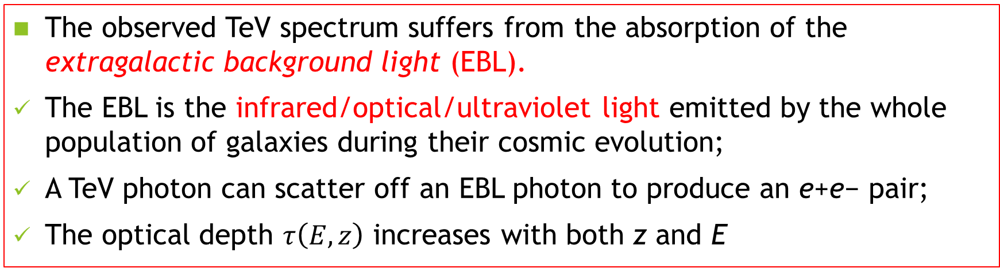 The observed TeV spectrum suffers from the absorption of the
extragalactic background light (EBL).
The EBL is the infrared/optical/ultraviolet light emitted by the whole
population of galaxies during their cosmic evolution;
A TeV photon can scatter off an EBL photon to produce an e+e− pair;
The optical depth 𝜏(𝐸, 𝑧) increases with both z and E